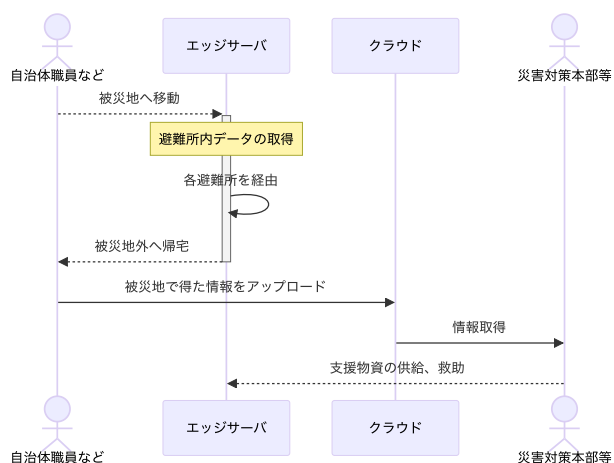 自治体職員など
エッジサーバ
クラウド
災害対策本部等
被災地へ移動
避難所内データの取得
各避難所を経由
被災地外へ帰宅
被災地で得た情報をアップロード
情報取得
支援物資の供給、救助
自治体職員など
エッジサーバ
クラウド
災害対策本部等